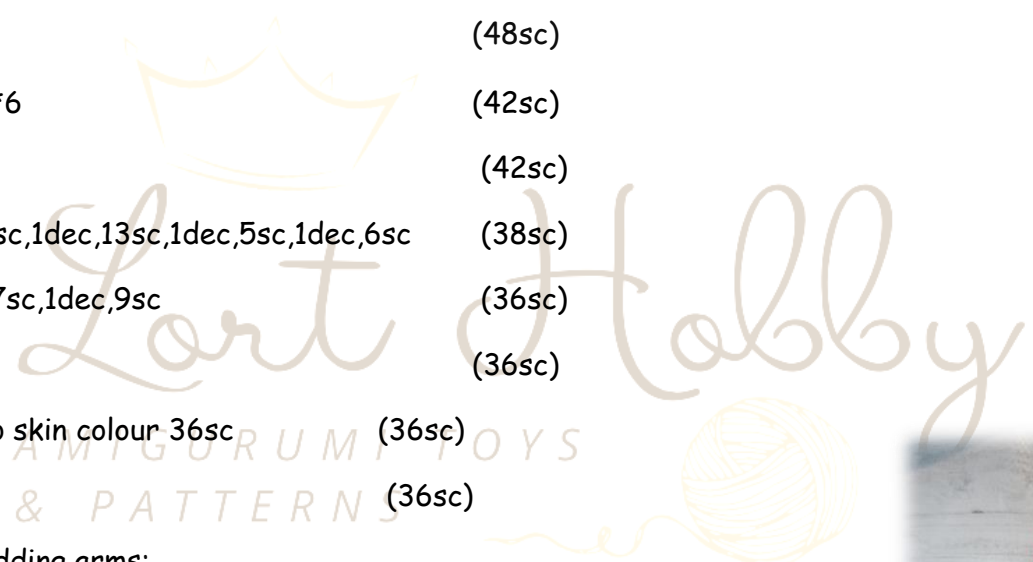 (48sc)
*6 (42sc)
(42sc)
sc,1dec,13sc,1dec,5sc,1dec,6sc (38sc)
7sc,1dec,9sc (36sc)
(36sc)
skin colour 36sc (36sc)
(36sc)
arms:
Lort Hobby
AMIGURUMI TOYS
& PATTERNS